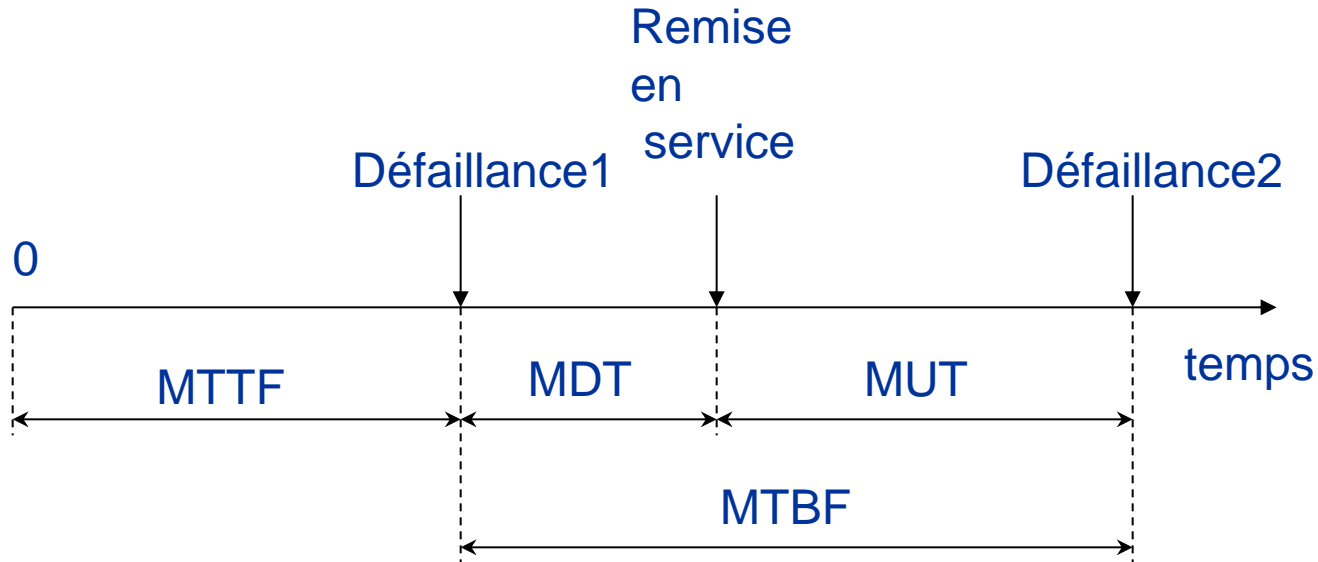 Remise
en
service
Défaillance1
Défaillance2
0
temps
MTTF
MDT
MUT
MTBF